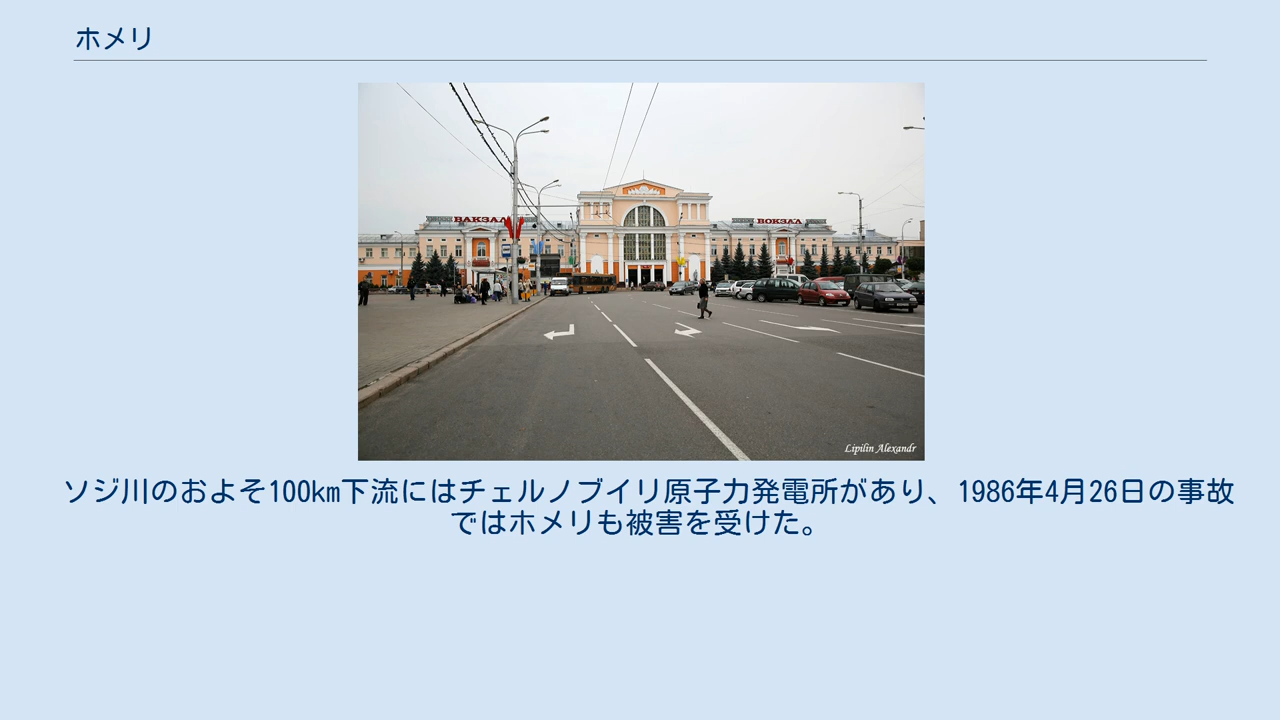 ホメリ
ВАКЗАЛ
ВОКЗАЛ
Lipilin Alexandr
ソジ川のおよそ100km下流にはチェルノブイリ原子力発電所があり、1986年4月26日の事故
ではホメリも被害を受けた。